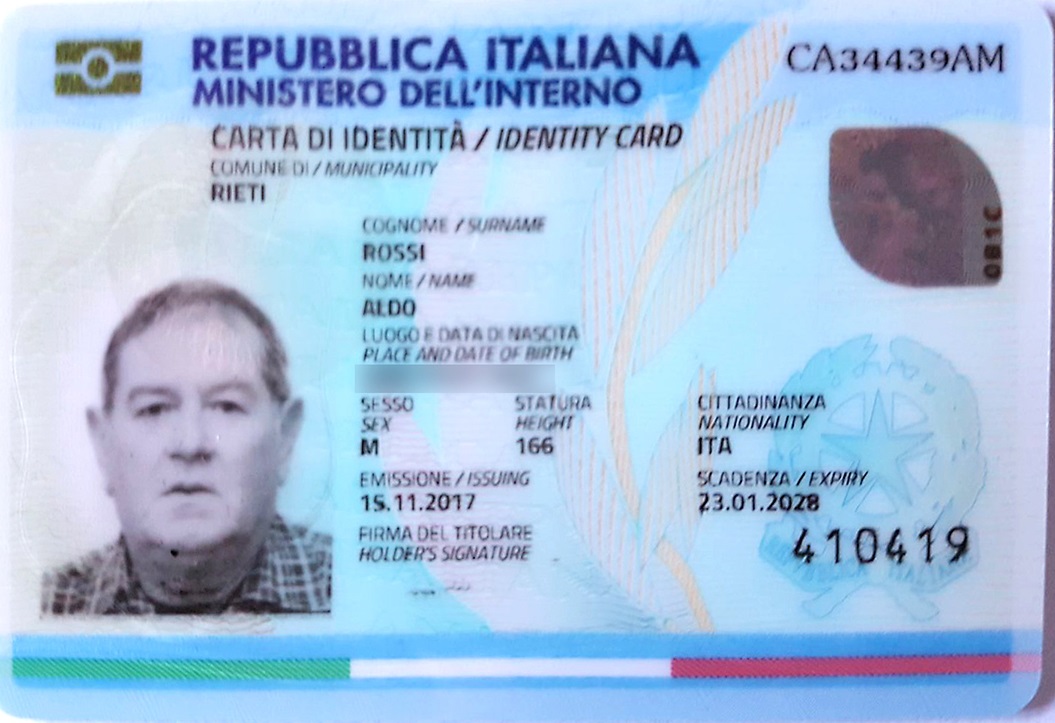 REPUBBLICA ITALIANA
CA34439AM
MINISTERO DELL'INTERNO
CARTA DI IDENTITÀ / IDENTITY CARD
COMUNE DI / MUNICIPALITY
RIETI
0B1C
COGNOME / SURNAME
ROSSI
NOME / NAME
ALDO
LUOGO E DATA DI NASCITA
PLACE AND DATE OF BIRTH
SESSO STATURA CITTADINANZA
SEX HEIGHT NATIONALITY
M 166 ITA
EMISSIONE / ISSUING SCADENZA / EXPIRY
15.11.2017 23.01.2028
FIRMA DEL TITOLARE
HOLDER'S SIGNATURE
410419